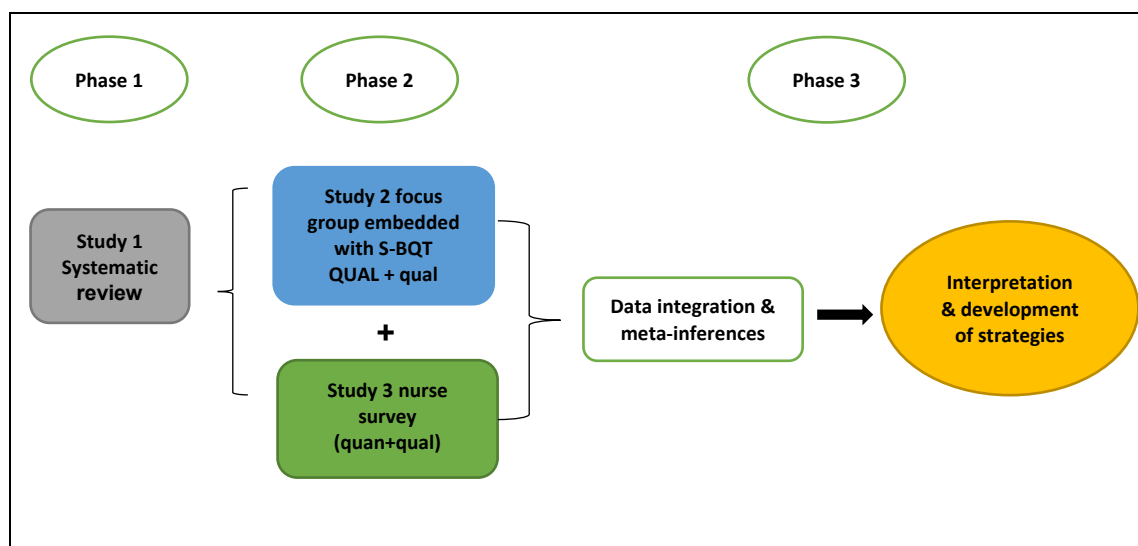 Phase 1
Phase 2
Phase 3
Study 1
Systematic
review
Study 2 focus
group embedded
with S-BQT
QUAL + qual
+
Study 3 nurse
survey
(quan+qual)
Data integration &
meta-inferences
Interpretation
& development
of strategies